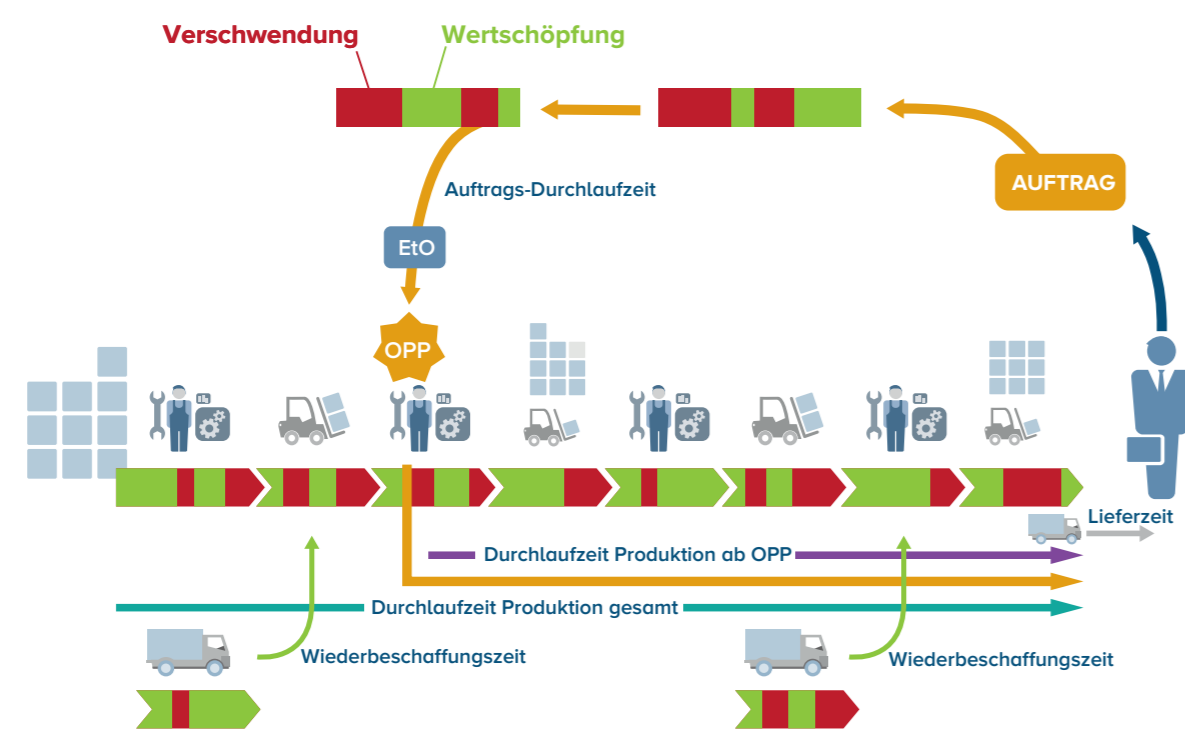 Verschwendung
Wertschöpfung
AUFTRAG
Auftrags-Durchlaufzeit
EtO
OPP
Lieferzeit
Durchlaufzeit Produktion ab OPP
Durchlaufzeit Produktion gesamt
Wiederbeschaffungszeit
Wiederbeschaffungszeit